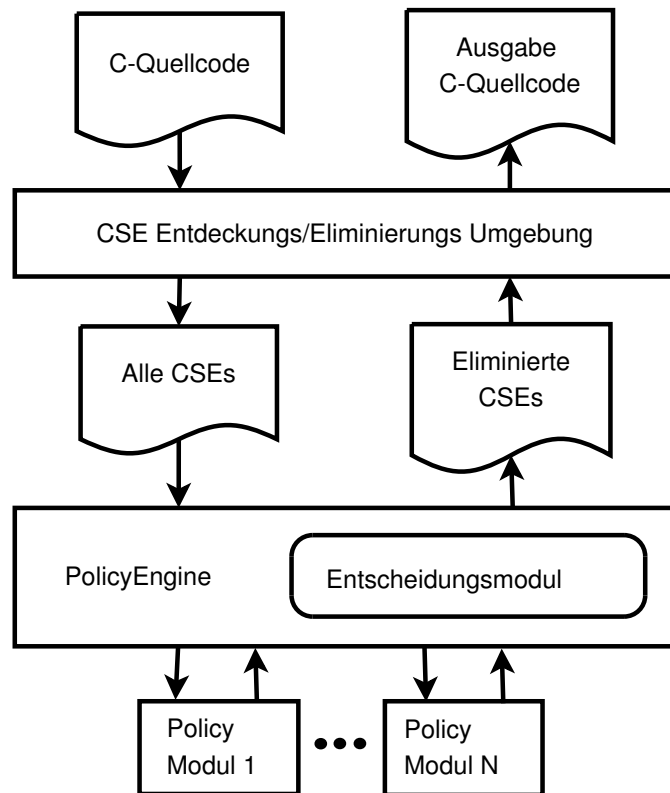 C-Quellcode
Ausgabe
C-Quellcode
CSE Entdeckungs/Eliminierungs Umgebung
Alle CSEs
Eliminierte
CSEs
PolicyEngine
Entscheidungsmodul
Policy
Modul 1
Policy
Modul N